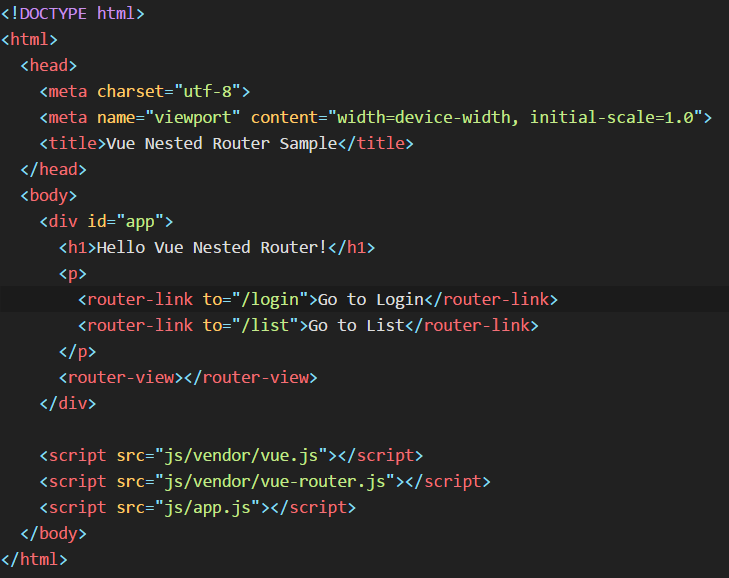 <!DOCTYPE html>
<html>
  <head>
    <meta charset="utf-8">
    <meta name="viewport" content="width=device-width, initial-scale=1.0">
    <title>Vue Nested Router Sample</title>
  </head>
  <body>
    <div id="app">
      <h1>Hello Vue Nested Router!</h1>
      <p>
        <router-link to="/login">Go to Login</router-link>
        <router-link to="/list">Go to List</router-link>
      </p>
      <router-view></router-view>
    </div>

    <script src="js/vendor/vue.js"></script>
    <script src="js/vendor/vue-router.js"></script>
    <script src="js/app.js"></script>
  </body>
</html>